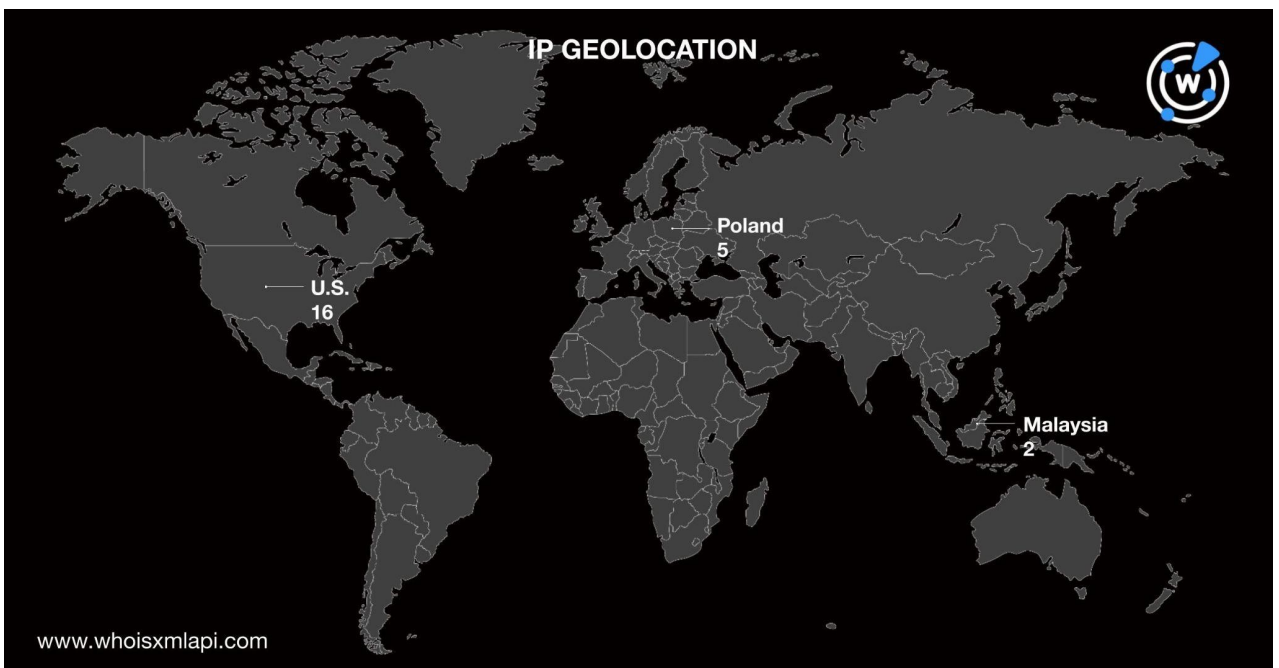 IP GEOLOCATION
W
Poland
5
U.S.
16
Malaysia
2
www.whoisxmlapi.com